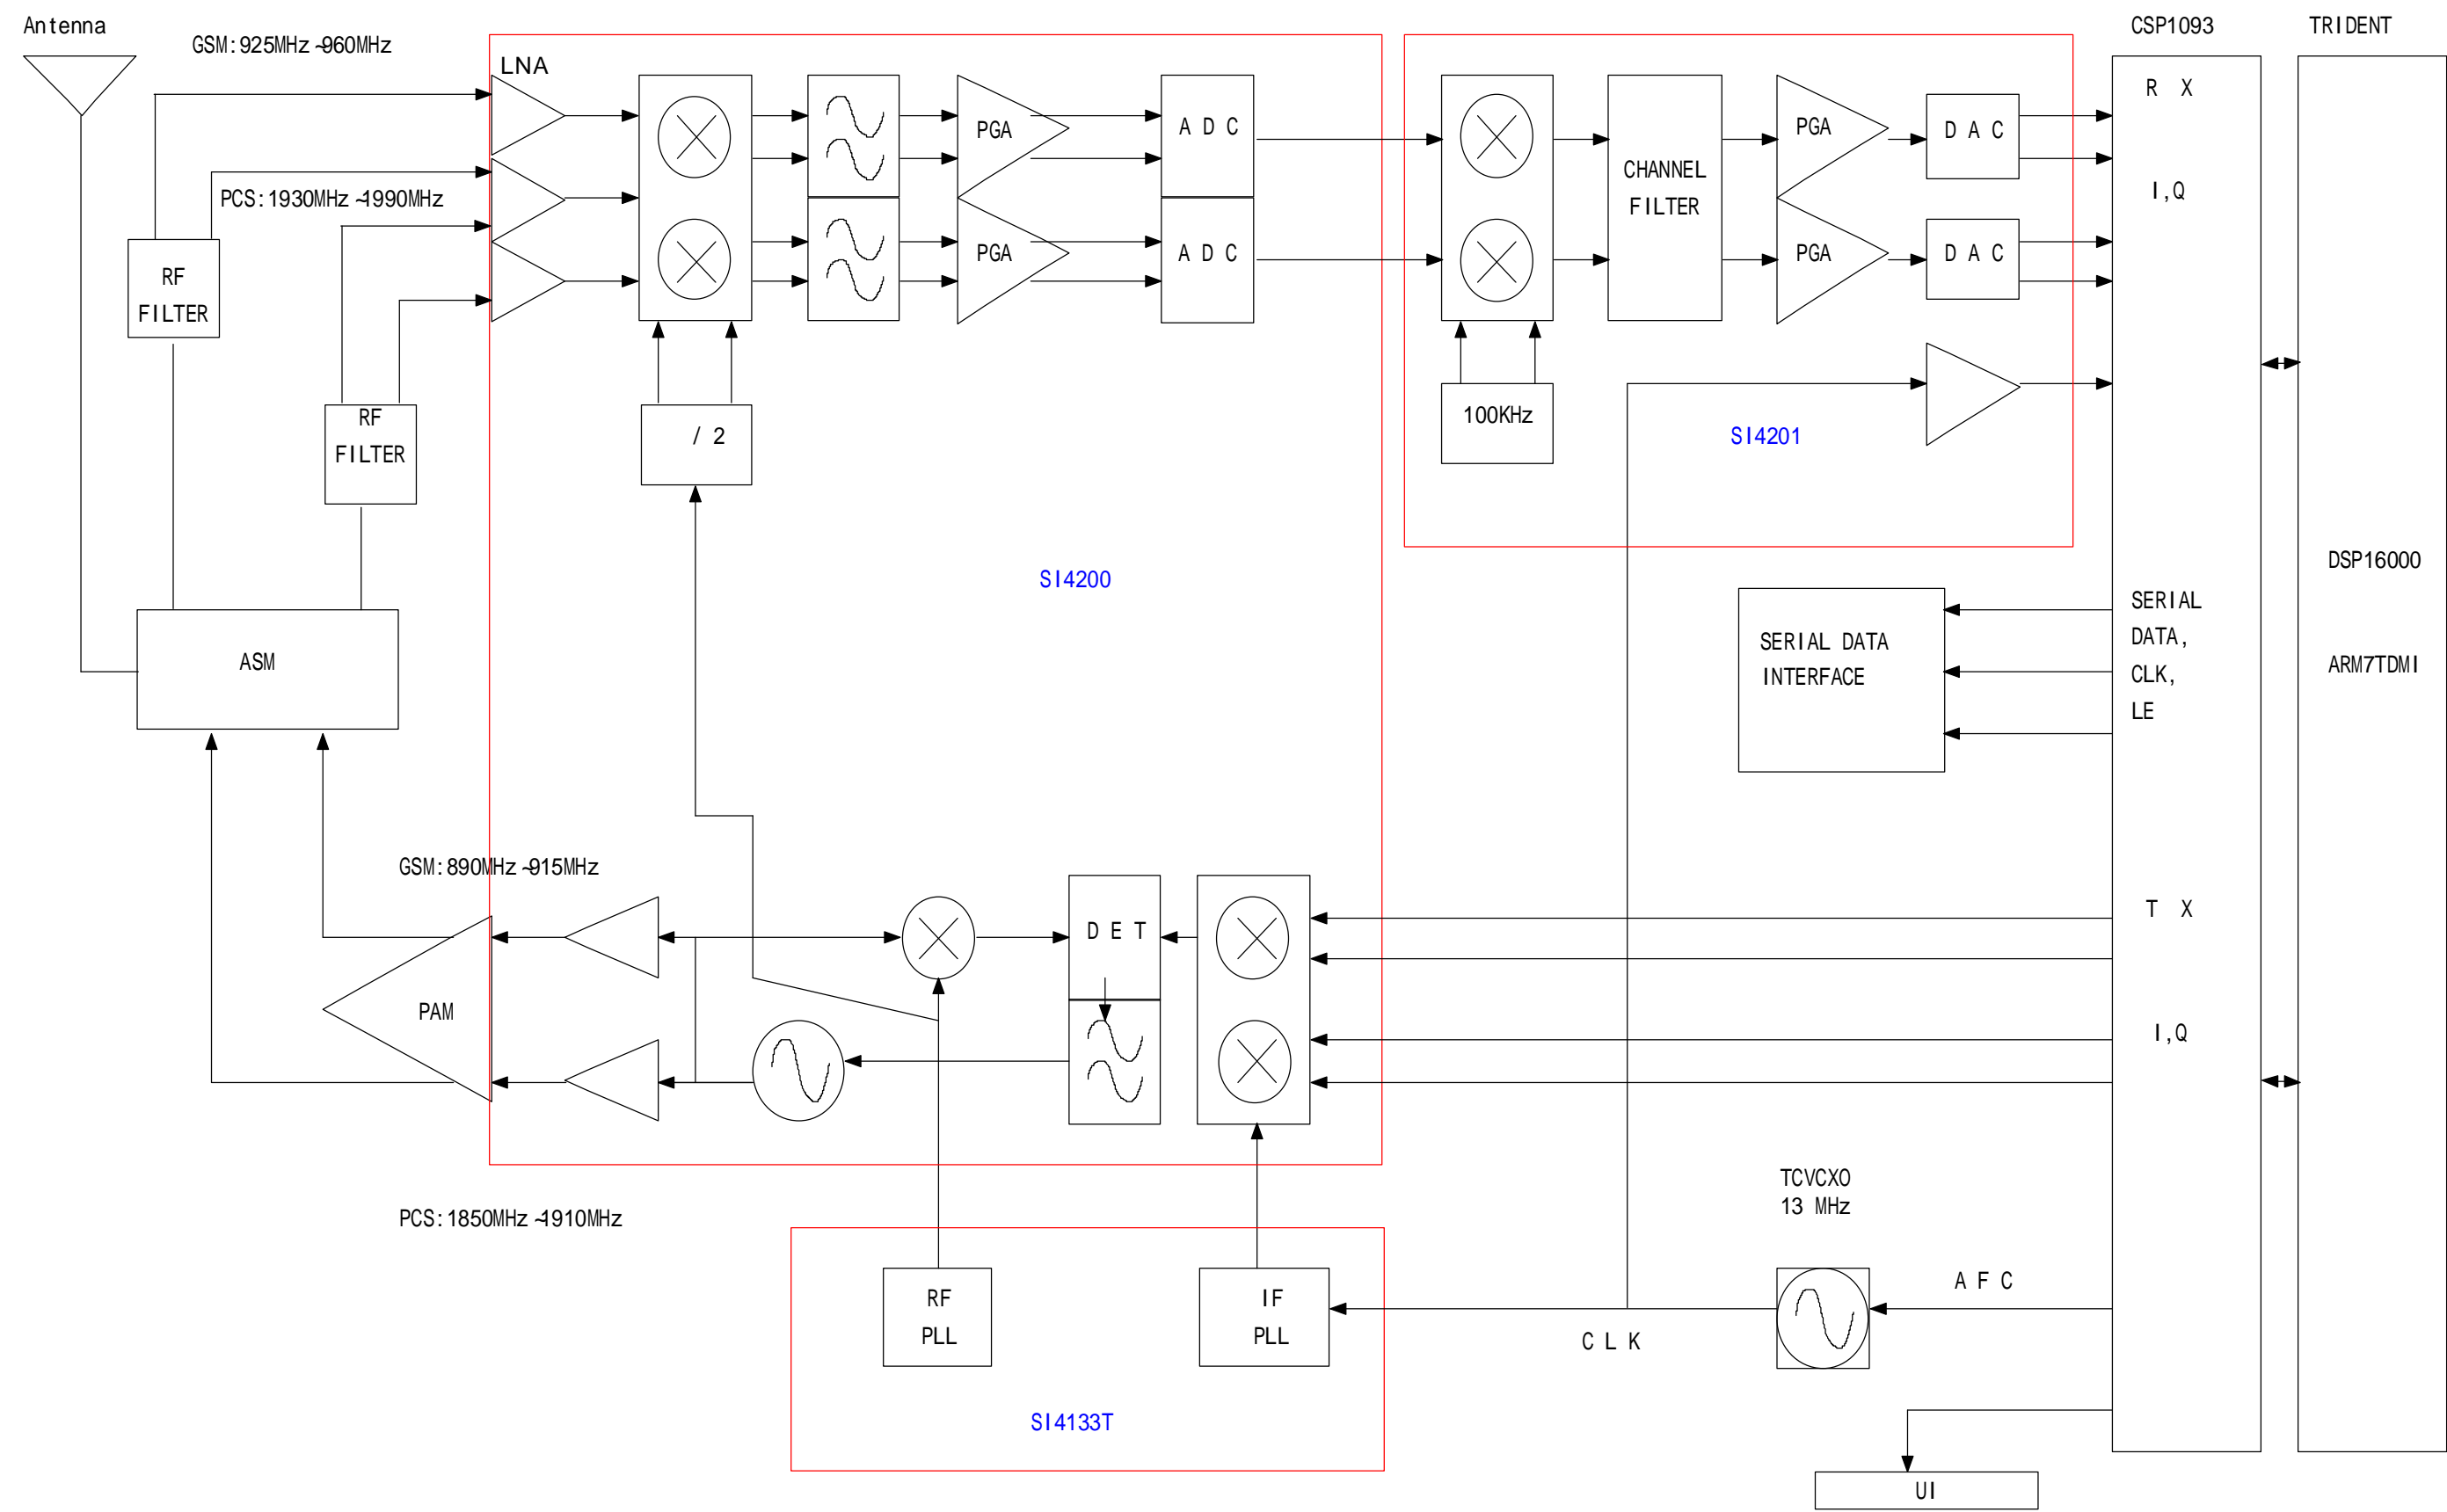 Antenna
GSM:925MHz~960MHz
CSP1093
TRIDENT
LNA
R X
PGA
A D C
PGA
D A C
CHANNEL
FILTER
PCS:1930MHz~1990MHz
I,Q
PGA
A D C
PGA
D A C
RF
FILTER
RF
FILTER
/ 2
100KHz
SI4201
SI4200
DSP16000
SERIAL
DATA,
CLK,
LE
SERIAL DATA
INTERFACE
ARM7TDMI
ASM
GSM:890MHz~915MHz
T X
D E T
PAM
I,Q
TCVCXO
13 MHz
PCS:1850MHz~1910MHz
RF
PLL
IF
PLL
A F C
C L K
SI4133T
UI